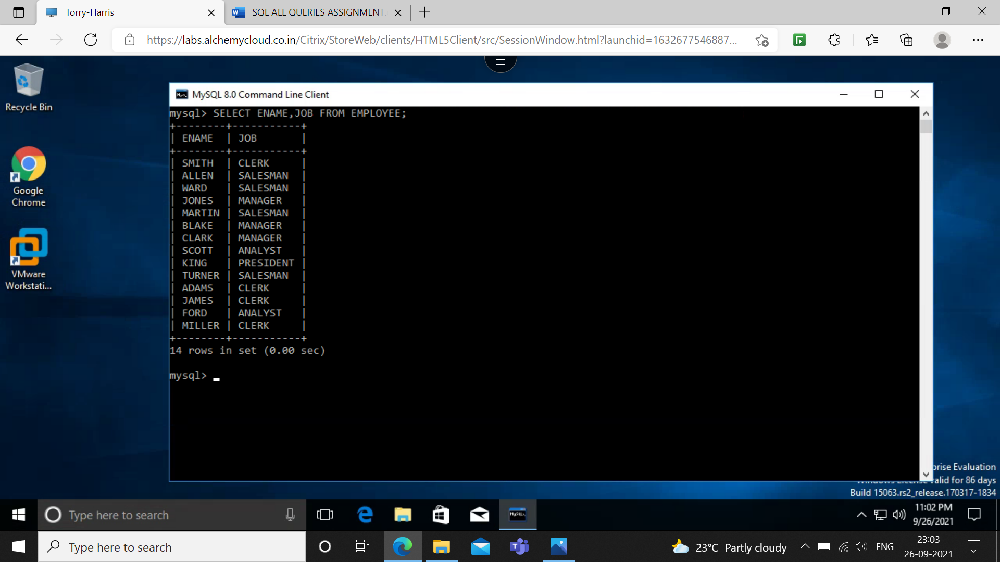 Torry-Harris
SQL ALL QUERIES ASSIGNMENT.
https://labs.alchemycloud.co.in/Citrix/StoreWeb/clients/HTML5Client/src/SessionWindow.html?launchid=1632677546887...
Recycle Bin
Google
Chrome
VMware
Workstati...
MySQL 8.0 Command Line Client
mysql> SELECT ENAME,JOB FROM EMPLOYEE;
+--------+-----------+
| ENAME  | JOB       |
+--------+-----------+
| SMITH  | CLERK     |
| ALLEN  | SALESMAN  |
| WARD   | SALESMAN  |
| JONES  | MANAGER   |
| MARTIN | SALESMAN  |
| BLAKE  | MANAGER   |
| CLARK  | MANAGER   |
| SCOTT  | ANALYST   |
| KING   | PRESIDENT |
| TURNER | SALESMAN  |
| ADAMS  | CLERK     |
| JAMES  | CLERK     |
| FORD   | ANALYST   |
| MILLER | CLERK     |
+--------+-----------+
14 rows in set (0.00 sec)
mysql>
prise Evaluation
Windows License valid for 86 days
Build 15063.rs2_release.170317-1834
Type here to search
11:02 PM
9/26/2021
Type here to search
23°C Partly cloudy
ENG
23:03
26-09-2021